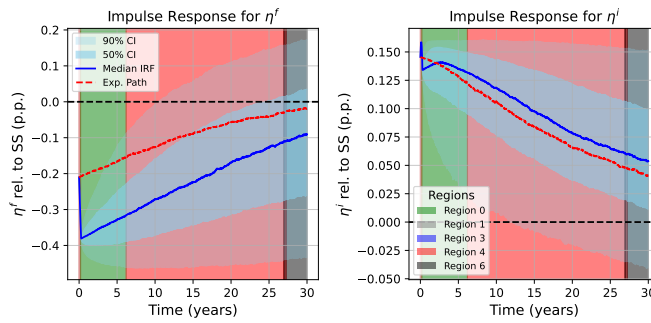 Impulse Response for η^f
η^f rel. to SS (p.p.)
0.2
0.1
0.0
−0.1
−0.2
−0.3
−0.4
90% CI
50% CI
Median IRF
Exp. Path
0 5 10 15 20 25 30
Time (years)
Impulse Response for η^i
η^i rel. to SS (p.p.)
0.150
0.125
0.100
0.075
0.050
0.025
0.000
−0.025
−0.050
Regions
Region 0
Region 1
Region 3
Region 4
Region 6
0 5 10 15 20 25 30
Time (years)